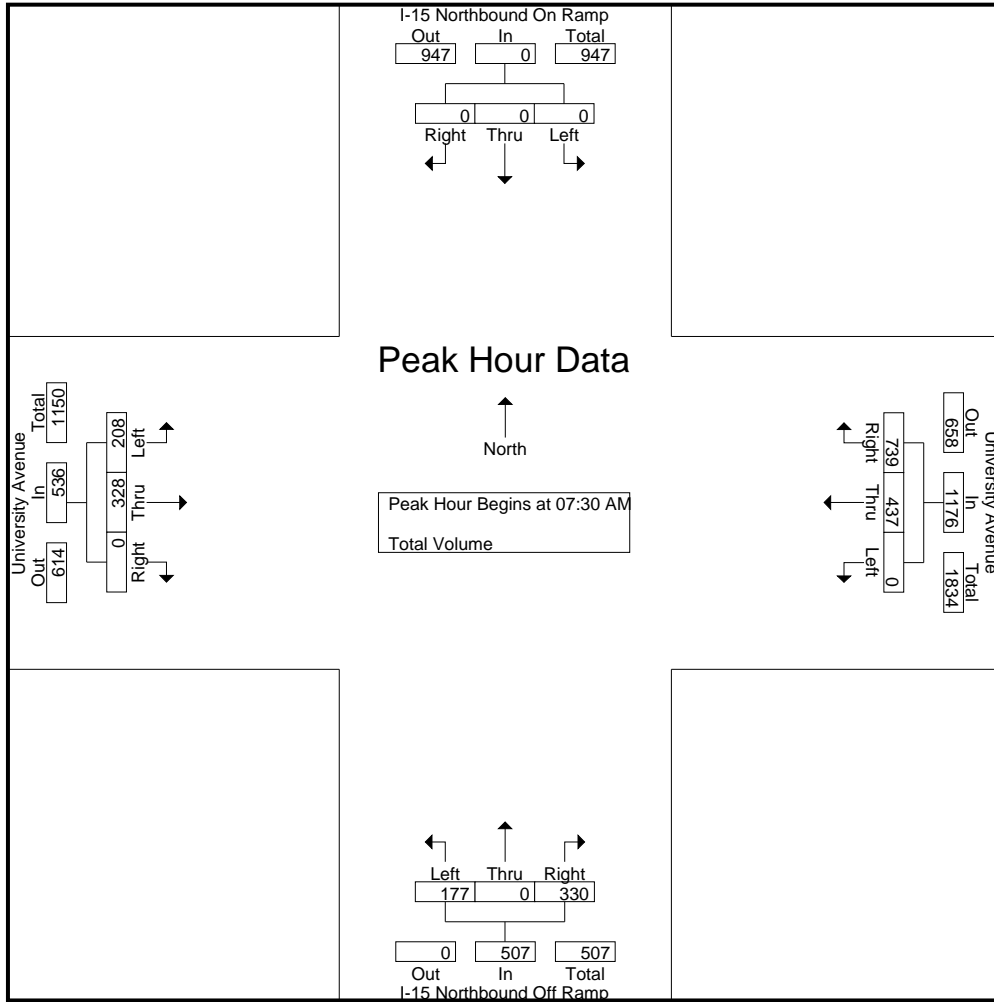 I-15 Northbound On Ramp
Out In Total
947 0 947
0 0 0
Right Thru Left
Peak Hour Data
North
Peak Hour Begins at 07:30 AM
Total Volume
University Avenue
Out In Total
614 536 1150
0 328 208
Right Thru Left
University Avenue
Out In Total
658 1176 1834
739 437 0
Right Thru Left
Left Thru Right
177 0 330
0 507 507
Out In Total
I-15 Northbound Off Ramp